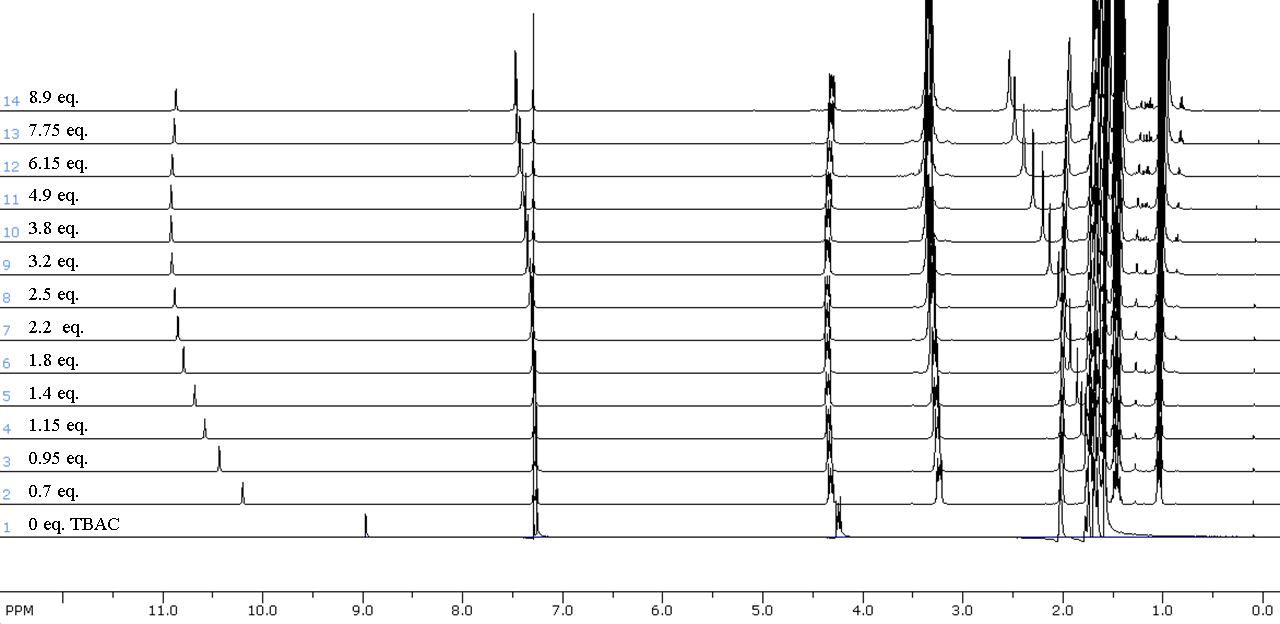 14 8.9 eq.
13 7.75 eq.
12 6.15 eq.
11 4.9 eq.
10 3.8 eq.
9 3.2 eq.
8 2.5 eq.
7 2.2 eq.
6 1.8 eq.
5 1.4 eq.
4 1.15 eq.
3 0.95 eq.
2 0.7 eq.
1 0 eq. TBAC
PPM 11.0 10.0 9.0 8.0 7.0 6.0 5.0 4.0 3.0 2.0 1.0 0.0